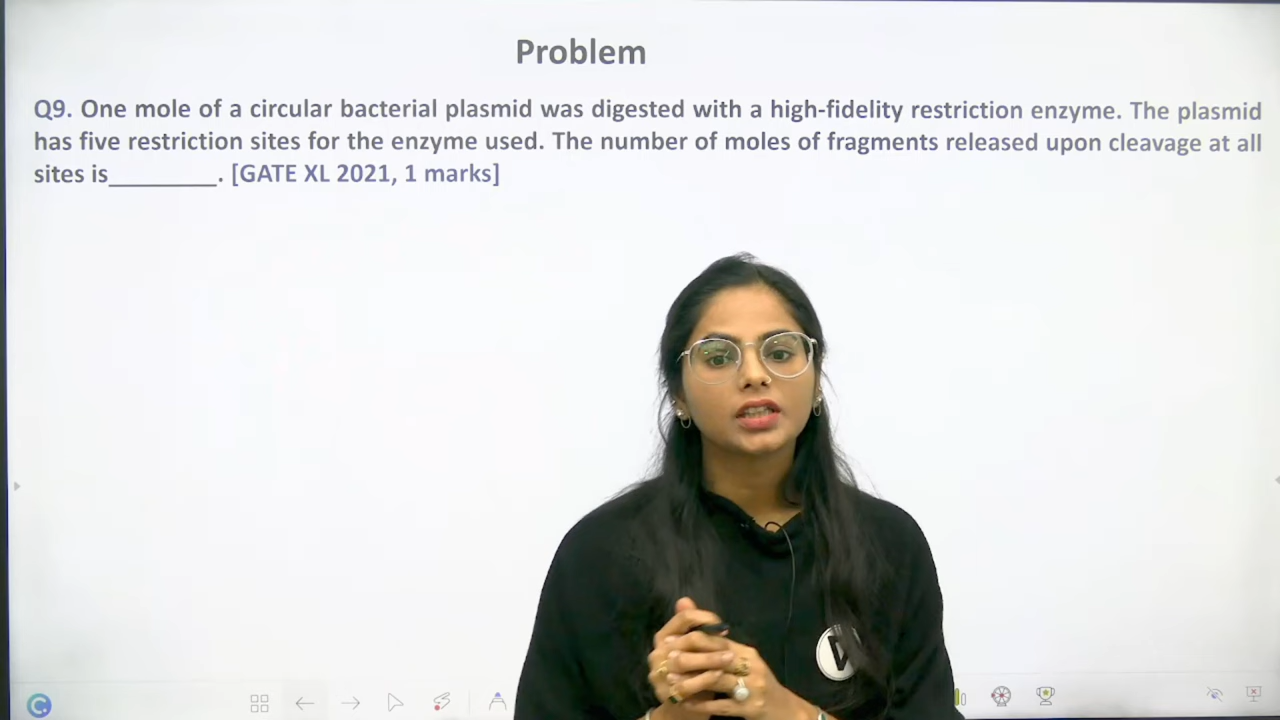 Problem
Q9. One mole of a circular bacterial plasmid was digested with a high-fidelity restriction enzyme. The plasmid
has five restriction sites for the enzyme used. The number of moles of fragments released upon cleavage at all
sites is________. [GATE XL 2021, 1 marks]